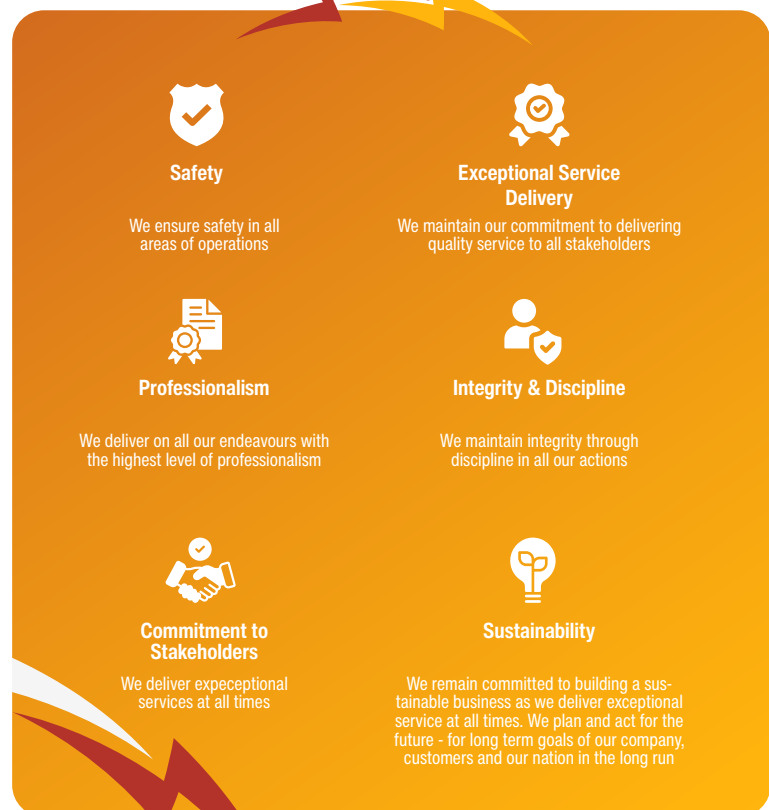 Safety
We ensure safety in all
areas of operations
Exceptional Service
Delivery
We maintain our commitment to delivering
quality service to all stakeholders
Professionalism
We deliver on all our endeavours with
the highest level of professionalism
Integrity & Discipline
We maintain integrity through
discipline in all our actions
Commitment to
Stakeholders
We deliver expeceptional
services at all times
Sustainability
We remain committed to building a sus-
tainable business as we deliver exceptional
service at all times. We plan and act for the
future - for long term goals of our company,
customers and our nation in the long run